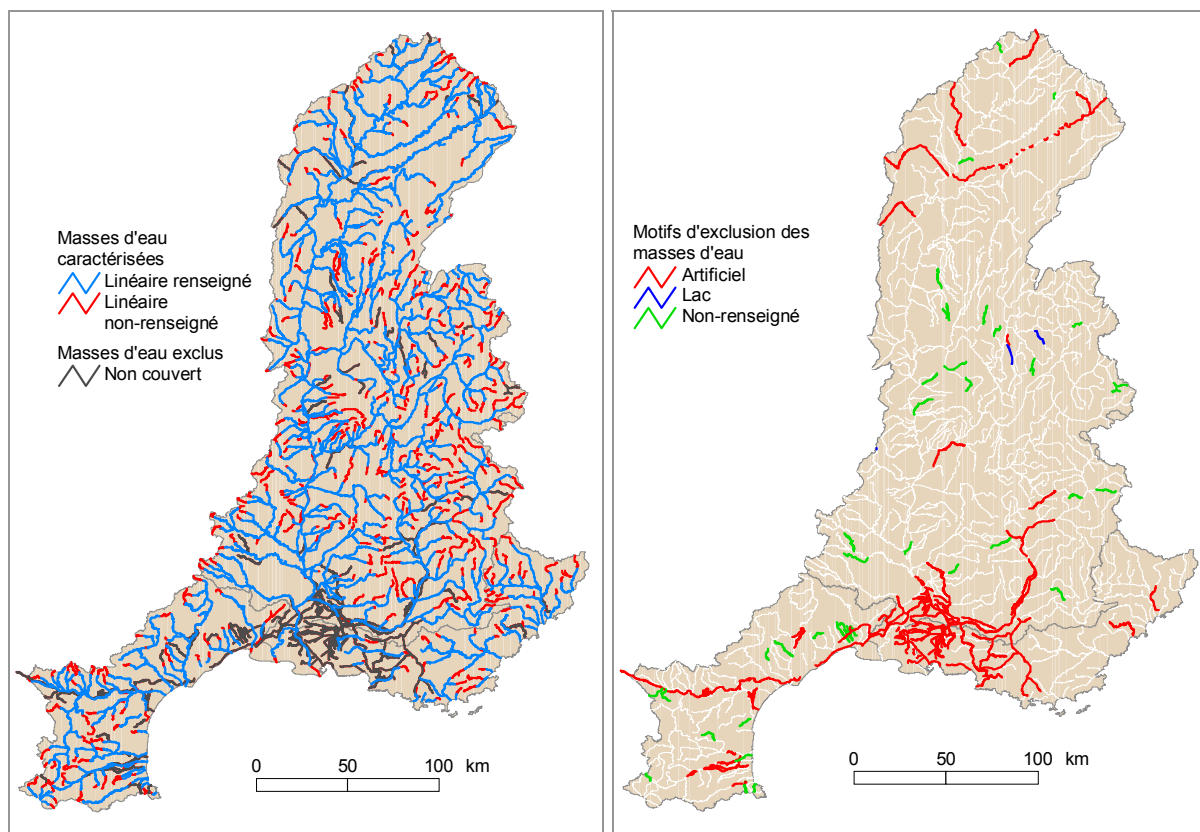 Masses d'eau
caractérisées
Linéaire renseigné
Linéaire
non-renseigné
Masses d'eau exclus
Non couvert
0 50 100 km
Motifs d'exclusion des
masses d'eau
Artificiel
Lac
Non-renseigné
0 50 100 km